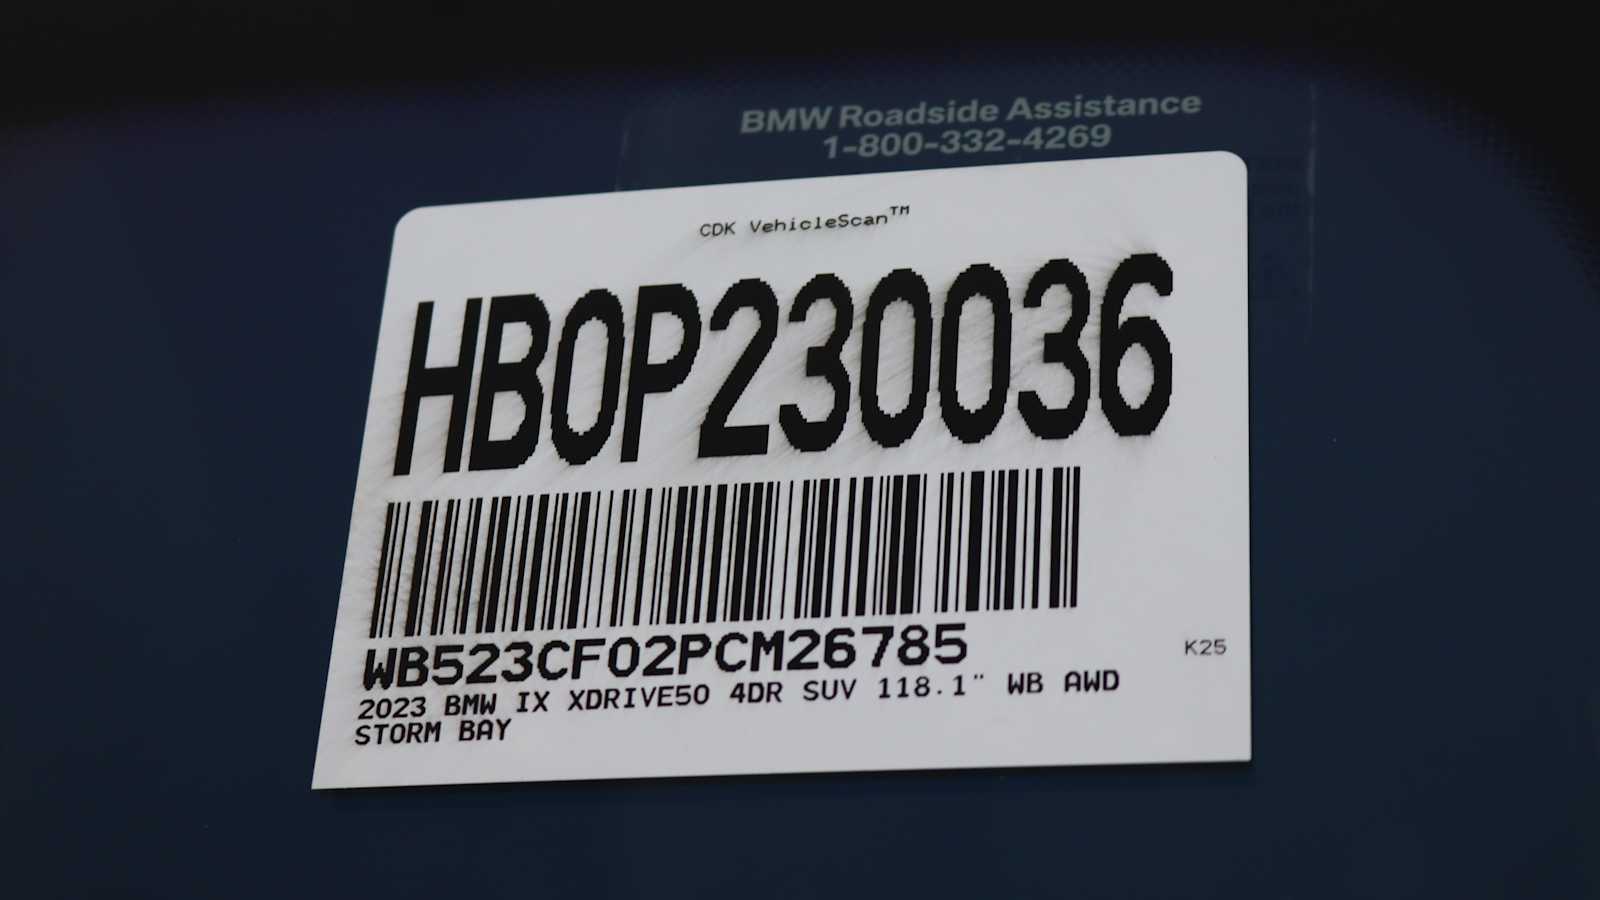 BMW Roadside Assistance
1-800-332-4269
CDK VehicleScan™
HBOP230036
WB523CF02PCM26785
K25
2023 BMW IX XDRIVE50 4DR SUV 118.1" WB AWD
STORM BAY